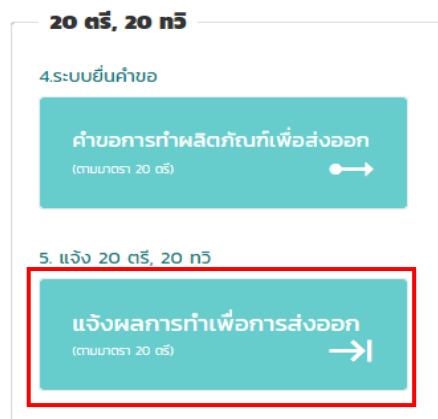 20 ตรี, 20 ทวิ
4.ระบบยื่นคำขอ
คำขอการทำผลิตภัณฑ์เพื่อส่งออก
(ตามมาตรา 20 ตรี)
5. แจ้ง 20 ตรี, 20 ทวิ
แจ้งผลการทำเพื่อการส่งออก
(ตามมาตรา 20 ตรี)